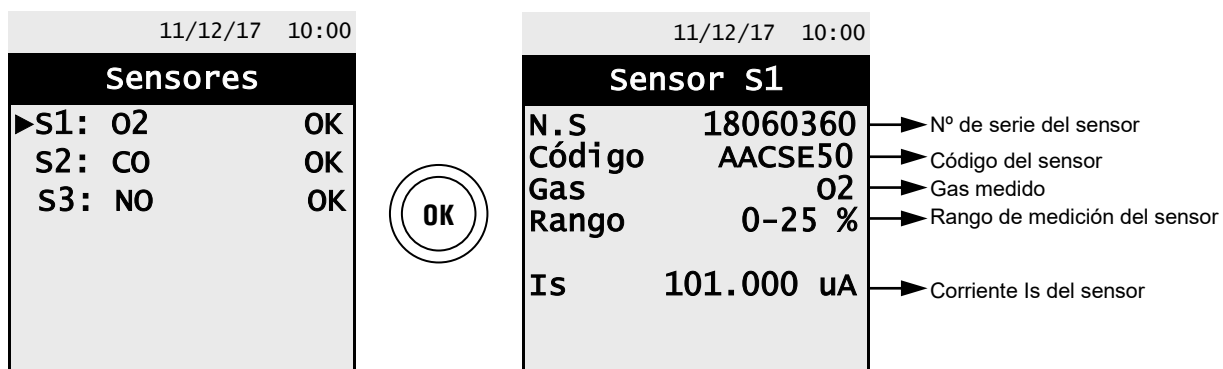 11/12/17 10:00
Sensores
▶S1: O2 OK
S2: CO OK
S3: NO OK
OK
11/12/17 10:00
Sensor S1
N.S 18060360 Nº de serie del sensor
Código AACSE50 Código del sensor
Gas O2 Gas medido
Rango 0-25 % Rango de medición del sensor
Is 101.000 uA Corriente Is del sensor